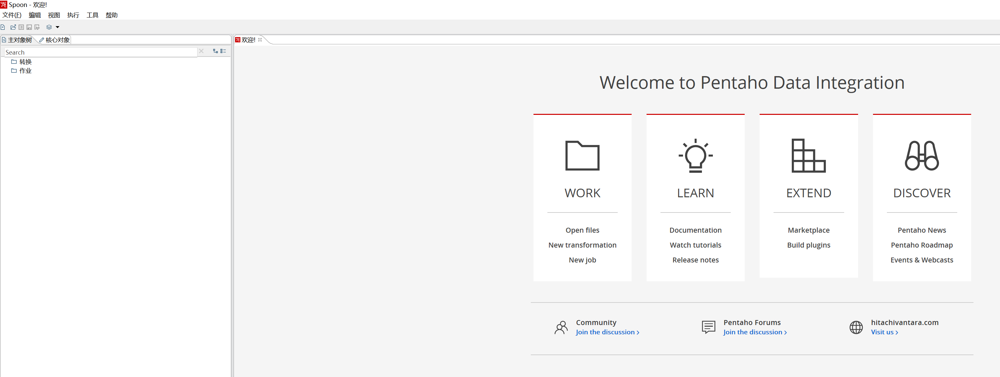 Spoon - 欢迎!
文件(F) 编辑 视图 执行 工具 帮助
主对象树 核心对象
Search
转换
作业
欢迎!
Welcome to Pentaho Data Integration
WORK
Open files
New transformation
New job
LEARN
Documentation
Watch tutorials
Release notes
EXTEND
Marketplace
Build plugins
DISCOVER
Pentaho News
Pentaho Roadmap
Events & Webcasts
Community
Join the discussion ›
Pentaho Forums
Join the discussion ›
hitachivantara.com
Visit us ›